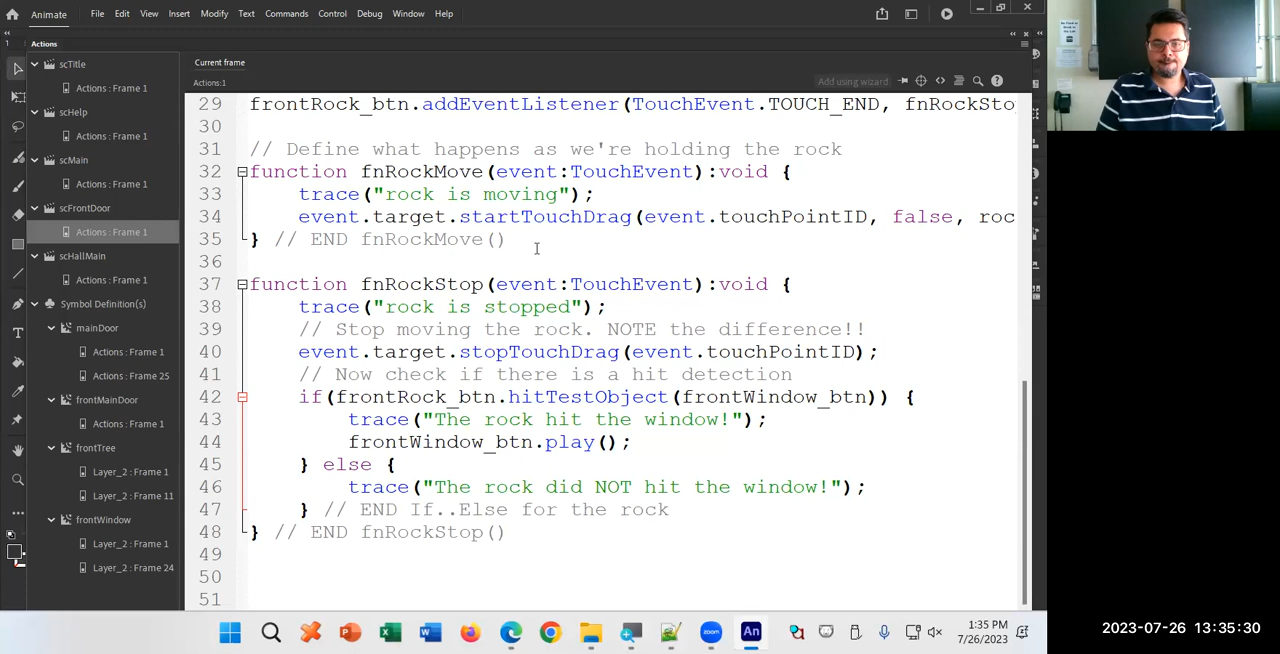 Animate File Edit View Insert Modify Text Commands Control Debug Window Help
Actions
scTitle
Actions: Frame 1
scHelp
Actions: Frame 1
scMain
Actions: Frame 1
scFrontDoor
Actions: Frame 1
scHallMain
Actions: Frame 1
Symbol Definition(s)
mainDoor
Actions : Frame 1
Actions: Frame 25
frontMainDoor
Actions : Frame 1
frontTree
Layer_2 : Frame 1
Layer_2 : Frame 11
frontWindow
Layer_2 : Frame 1
Layer_2 : Frame 24
Current frame
Actions:1
Add using wizard
29 frontRock_btn.addEventListener(TouchEvent.TOUCH_END, fnRockSto
30
31 // Define what happens as we're holding the rock
32 function fnRockMove(event:TouchEvent):void {
33 trace("rock is moving");
34 event.target.startTouchDrag(event.touchPointID, false, roc
35 } // END fnRockMove()
36
37 function fnRockStop(event:TouchEvent):void {
38 trace("rock is stopped");
39 // Stop moving the rock. NOTE the difference!!
40 event.target.stopTouchDrag(event.touchPointID);
41 // Now check if there is a hit detection
42 if(frontRock_btn.hitTestObject(frontWindow_btn)) {
43 trace("The rock hit the window!");
44 frontWindow_btn.play();
45 } else {
46 trace("The rock did NOT hit the window!");
47 } // END If..Else for the rock
48 } // END fnRockStop()
49
50
51
An
zoom
1:35 PM
7/26/2023
2023-07-26 13:35:30